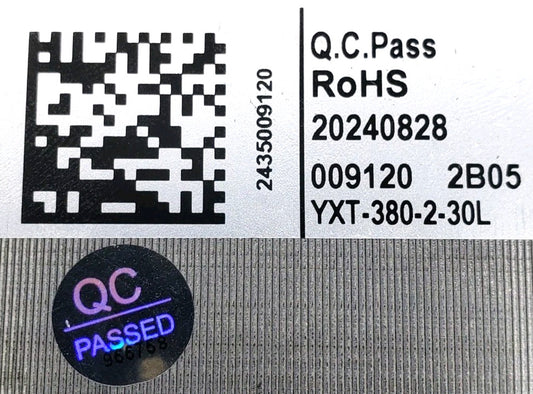 2435009120
Q.C.Pass
RoHS
20240828
009120 2B05
YXT-380-2-30L
QC
PASSED